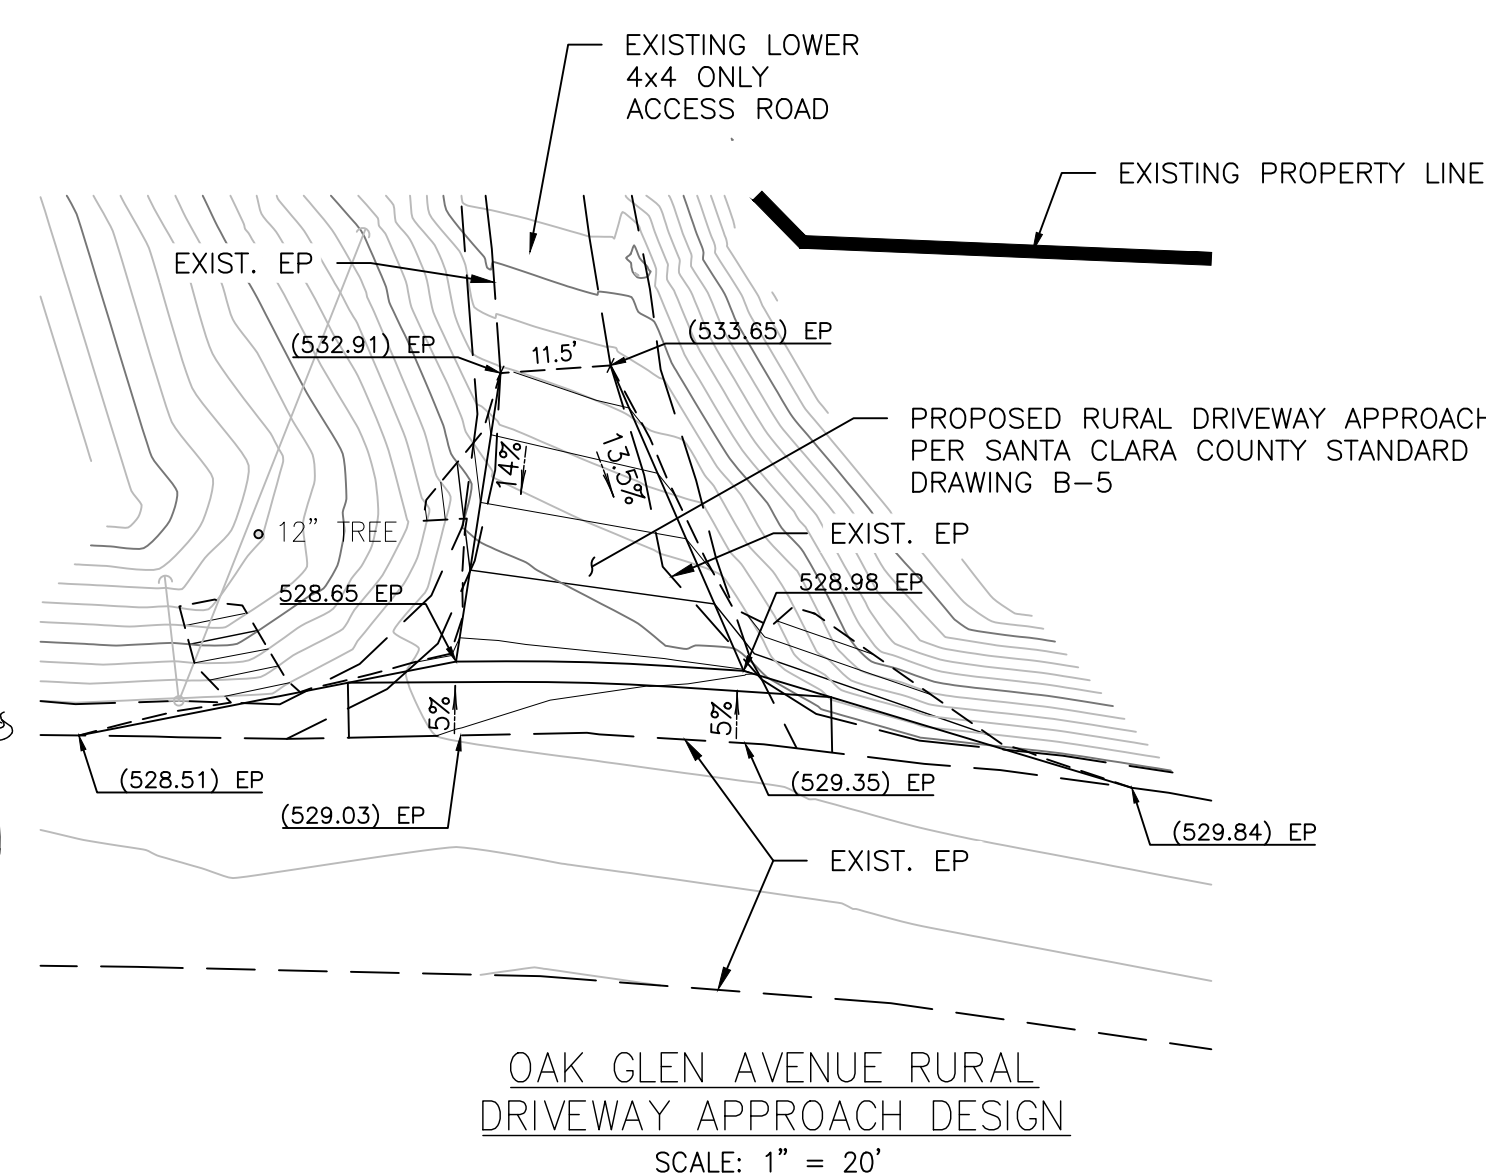 EXISTING LOWER
4x4 ONLY
ACCESS ROAD
EXISTING PROPERTY LINE
EXIST. EP
(532.91) EP
11.5'
(533.65) EP
PROPOSED RURAL DRIVEWAY APPROACH
PER SANTA CLARA COUNTY STANDARD
DRAWING B-5
14%
13.5%
12" TREE
EXIST. EP
528.65 EP
528.98 EP
5%
5%
(528.51) EP
(529.03) EP
(529.35) EP
(529.84) EP
EXIST. EP
OAK GLEN AVENUE RURAL
DRIVEWAY APPROACH DESIGN
SCALE: 1" = 20'